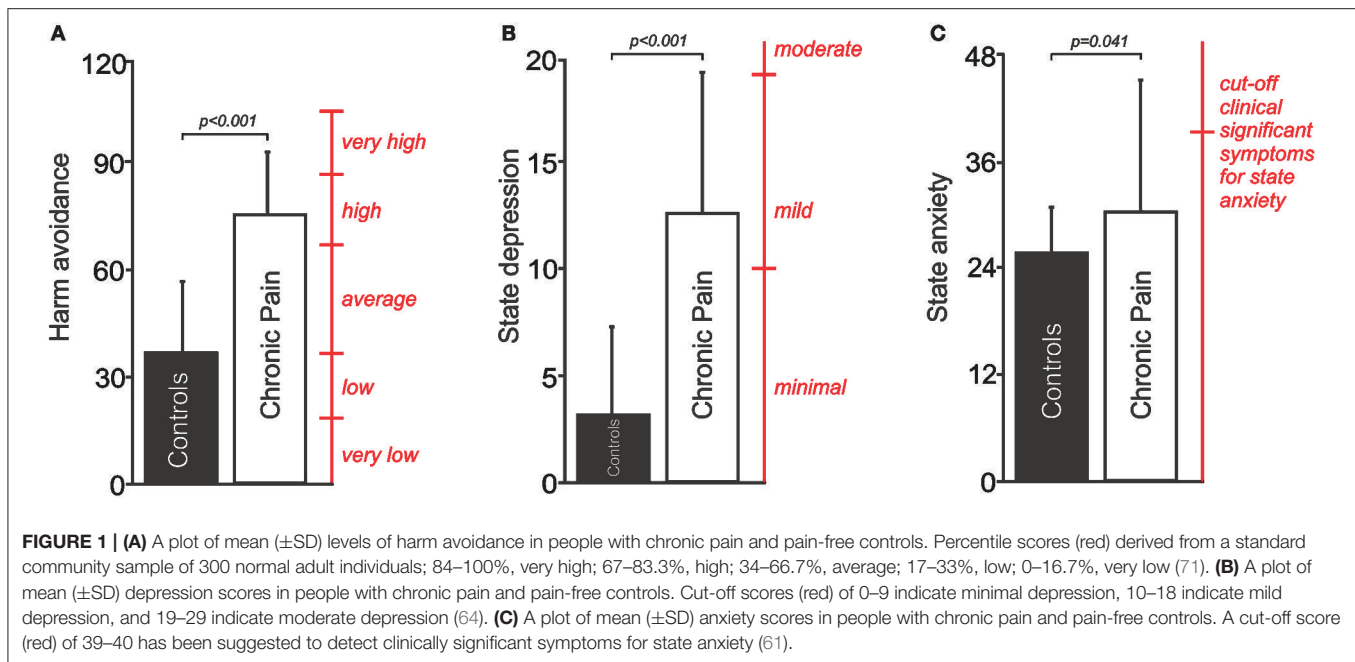 A
120
90
60
30
0
Harm avoidance
p<0.001
Controls
Chronic Pain
very high
high
average
low
very low
B
20
15
10
5
0
State depression
p<0.001
Controls
Chronic Pain
moderate
mild
minimal
C
48
36
24
12
0
State anxiety
p=0.041
Controls
Chronic Pain
cut-off
clinical
significant
symptoms
for state
anxiety
FIGURE 1 | (A) A plot of mean (±SD) levels of harm avoidance in people with chronic pain and pain-free controls. Percentile scores (red) derived from a standard
community sample of 300 normal adult individuals; 84–100%, very high; 67–83.3%, high; 34–66.7%, average; 17–33%, low; 0–16.7%, very low (71). (B) A plot of
mean (±SD) depression scores in people with chronic pain and pain-free controls. Cut-off scores (red) of 0–9 indicate minimal depression, 10–18 indicate mild
depression, and 19–29 indicate moderate depression (64). (C) A plot of mean (±SD) anxiety scores in people with chronic pain and pain-free controls. A cut-off score
(red) of 39–40 has been suggested to detect clinically significant symptoms for state anxiety (61).